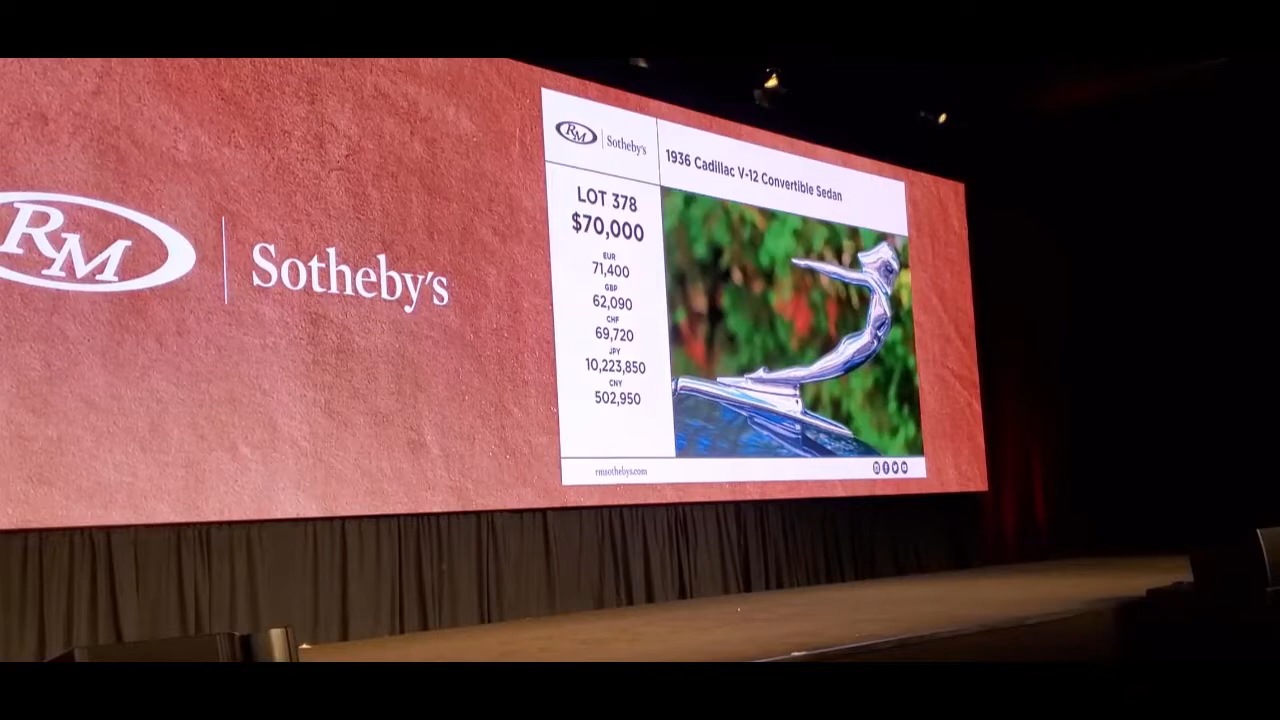 RM
Sotheby's
RM
Sotheby's
1936 Cadillac V-12 Convertible Sedan
LOT 378
$70,000
EUR
71,400
GBP
62,090
CHF
69,720
JPY
10,223,850
CNY
502,950
rmsothebys.com